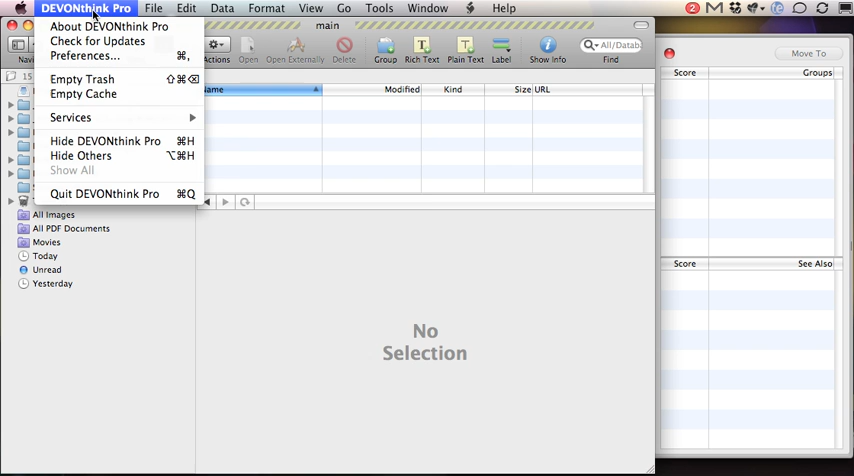 DEVONthink Pro File Edit Data Format View Go Tools Window Help 2
About DEVONthink Pro
Check for Updates
Preferences... ⌘,
Empty Trash ⇧⌘⌫
Empty Cache
Services ▶
Hide DEVONthink Pro ⌘H
Hide Others ⌥⌘H
Show All
Quit DEVONthink Pro ⌘Q
main
Actions Open Open Externally Delete Group Rich Text Plain Text Label Show Info Find
All/Datab
15
Name Modified Kind Size URL
All Images
All PDF Documents
Movies
Today
Unread
Yesterday
No
Selection
Move To
Score Groups
Score See Also